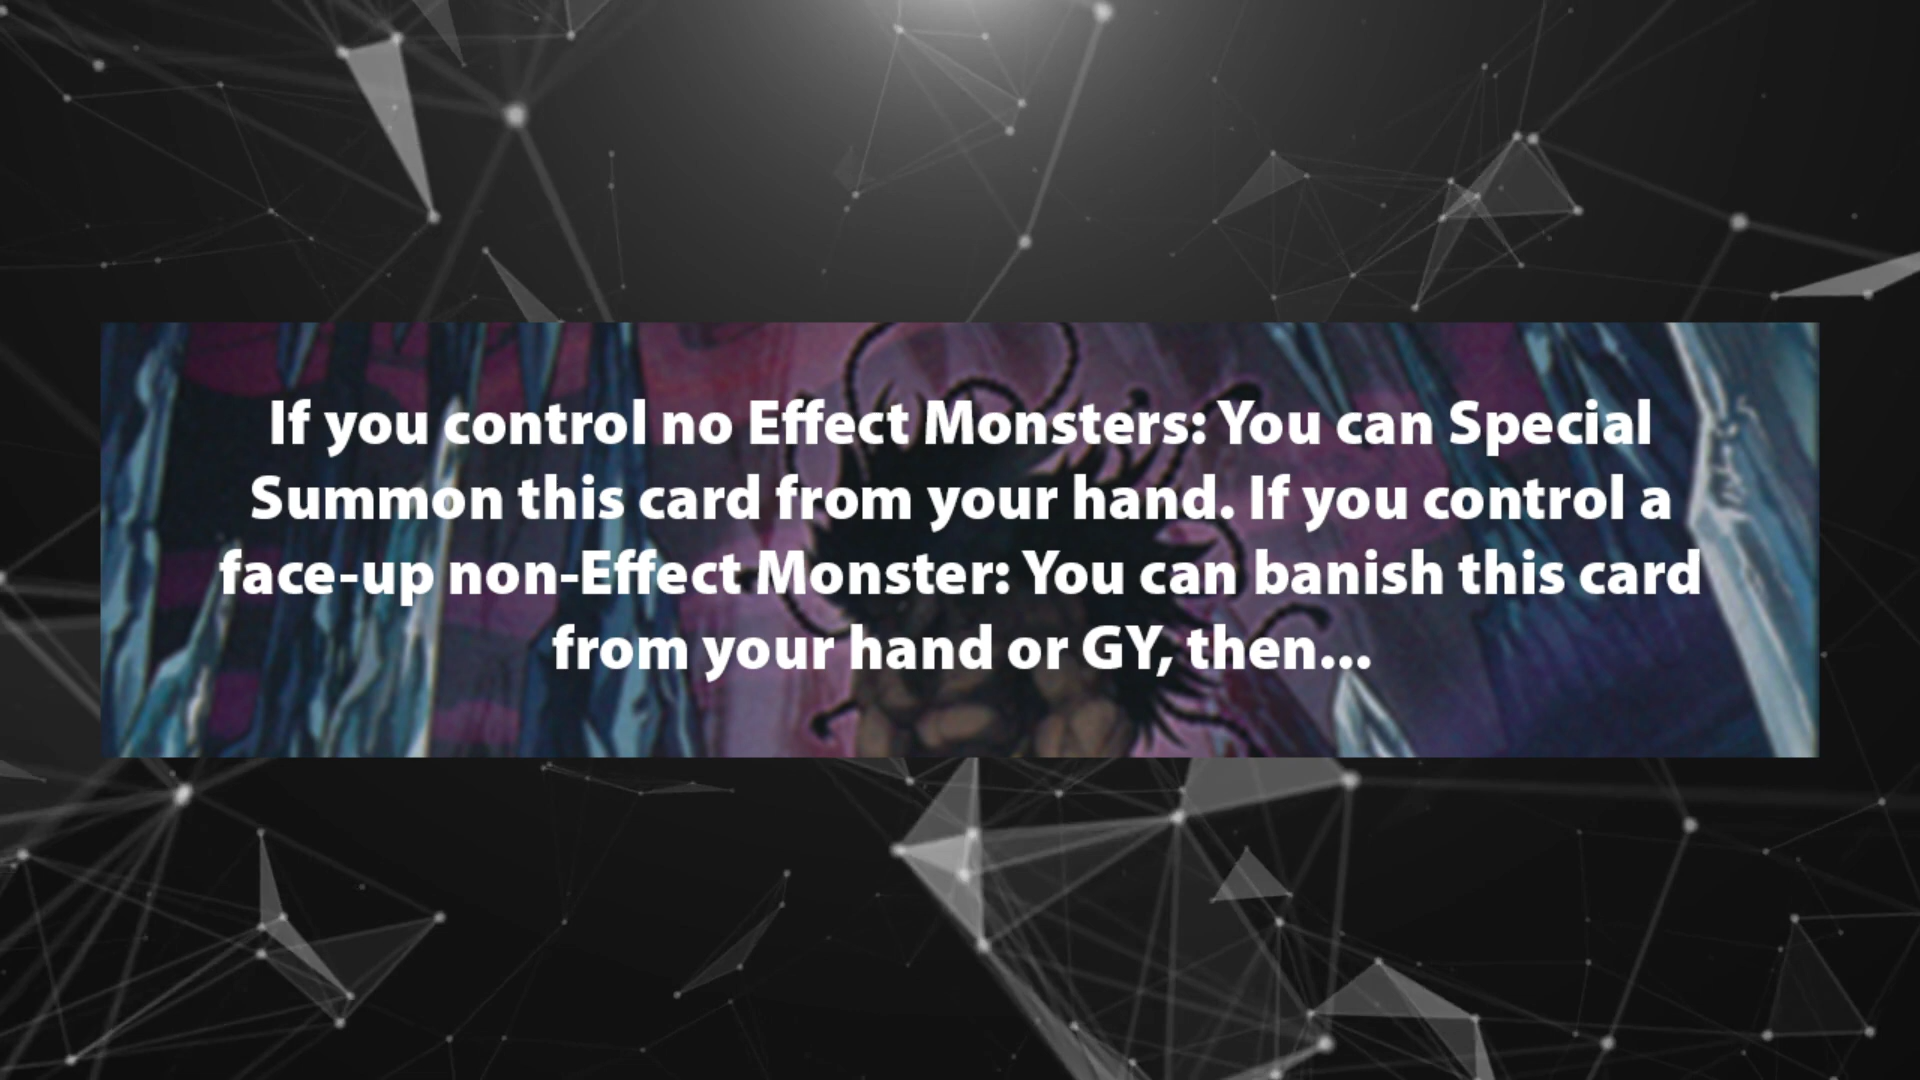 If you control no Effect Monsters: You can Special
Summon this card from your hand. If you control a
face-up non-Effect Monster: You can banish this card
from your hand or GY, then...